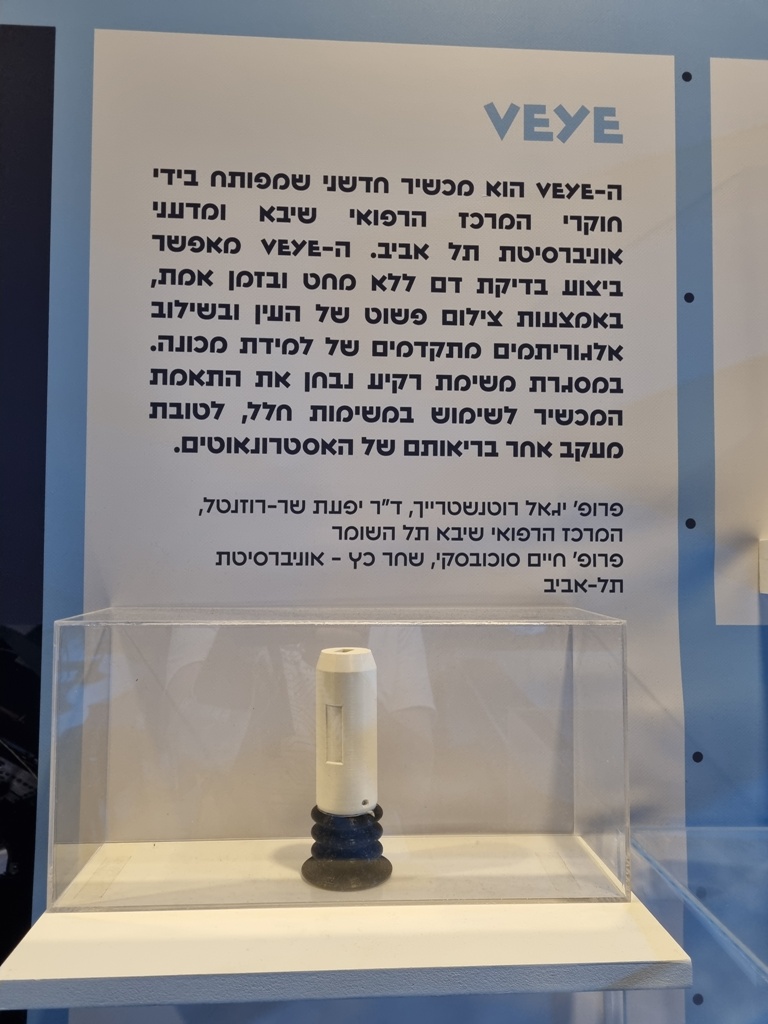 VEYE
ה-VEYE הוא מכשיר חדשני שמפותח בידי
חוקרי המרכז הרפואי שיבא ומדעני
אוניברסיטת תל אביב. ה-VEYE מאפשר
ביצוע בדיקת דם ללא מחט ובזמן אמת,
באמצעות צילום פשוט של העין ובשילוב
אלגוריתמים מתקדמים של למידת מכונה.
במסגרת משימת רקיע נבחן את התאמת
המכשיר לשימוש במשימות חלל, לטובת
מעקב אחר בריאותם של האסטרונאוטים.
פרופ' יגאל רוטנשטרייך, ד"ר יפעת שר-רוזנטל,
המרכז הרפואי שיבא תל השומר
פרופ' חיים סוכובסקי, שחר כץ - אוניברסיטת
תל-אביב